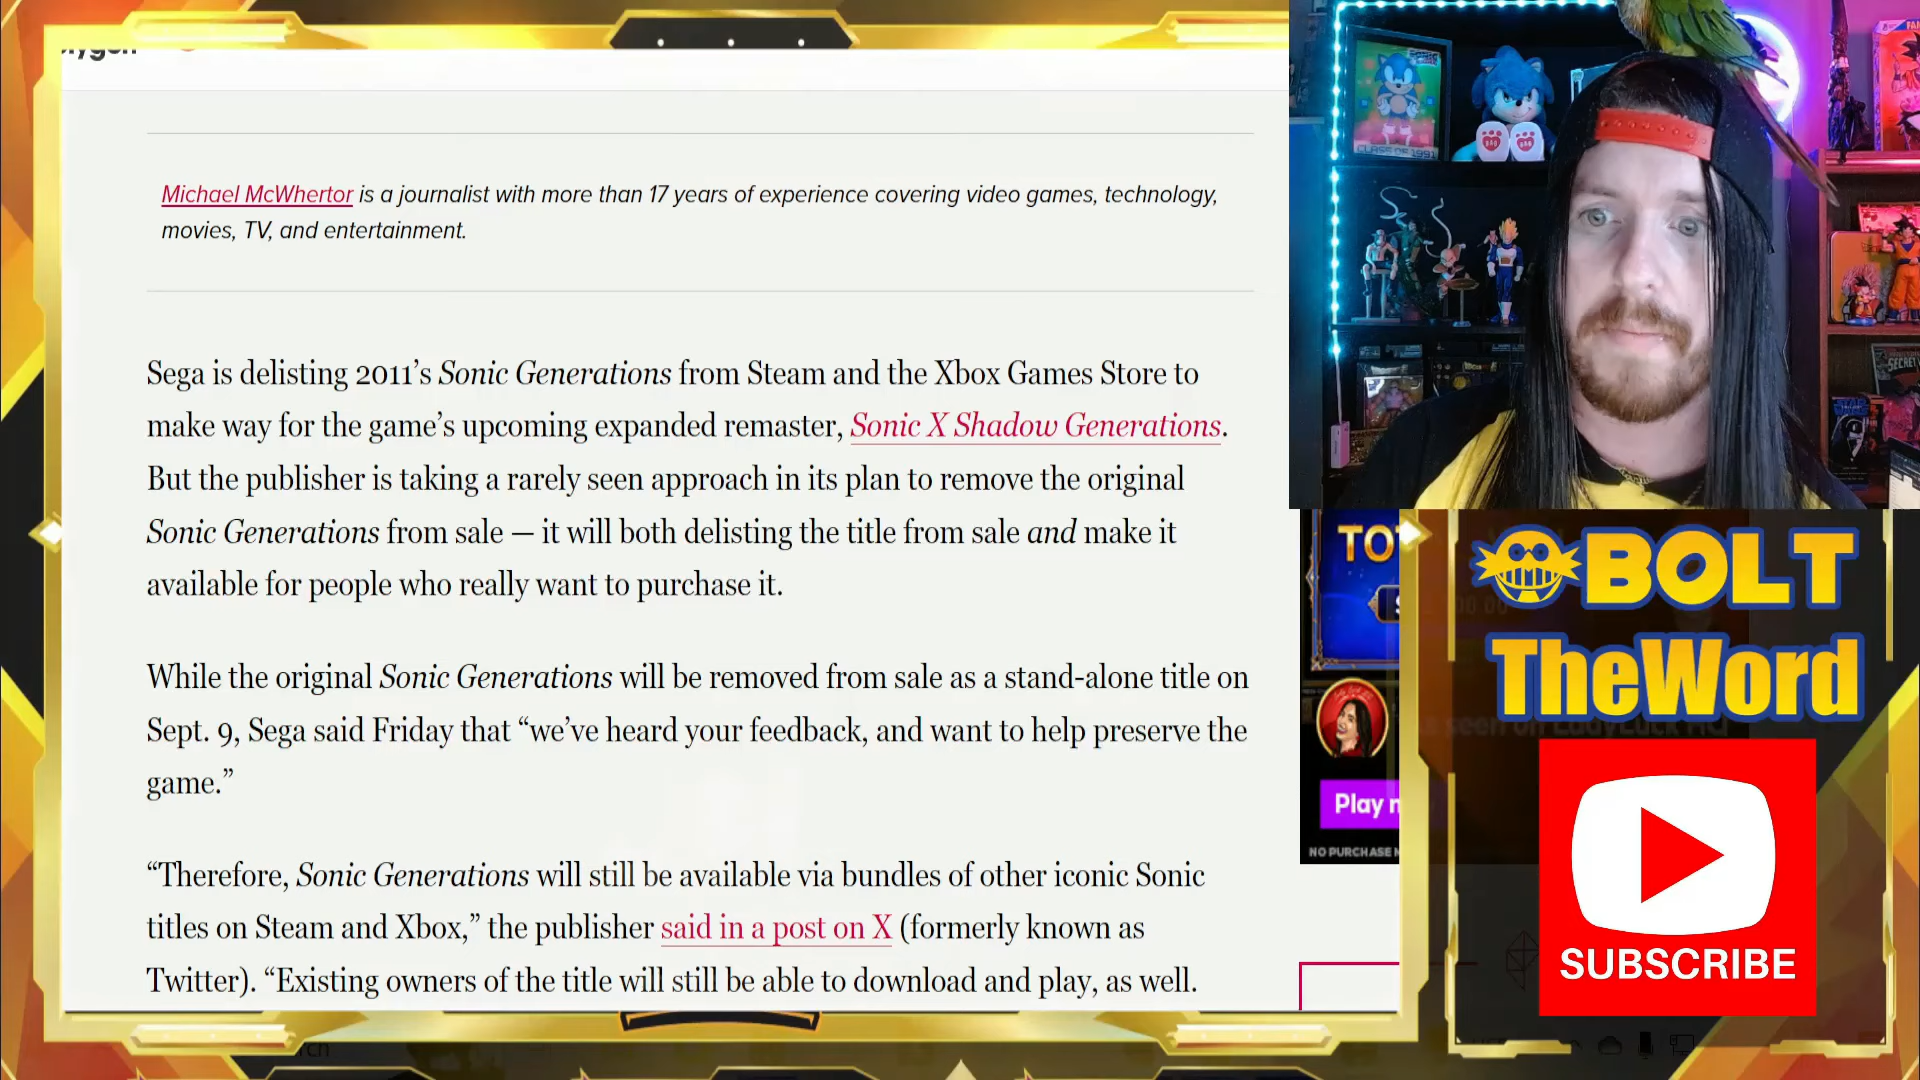 Michael McWhertor is a journalist with more than 17 years of experience covering video games, technology,
movies, TV, and entertainment.
Sega is delisting 2011’s Sonic Generations from Steam and the Xbox Games Store to
make way for the game’s upcoming expanded remaster, Sonic X Shadow Generations.
But the publisher is taking a rarely seen approach in its plan to remove the original
Sonic Generations from sale — it will both delisting the title from sale and make it
available for people who really want to purchase it.
While the original Sonic Generations will be removed from sale as a stand-alone title on
Sept. 9, Sega said Friday that “we’ve heard your feedback, and want to help preserve the
game.”
“Therefore, Sonic Generations will still be available via bundles of other iconic Sonic
titles on Steam and Xbox,” the publisher said in a post on X (formerly known as
Twitter). “Existing owners of the title will still be able to download and play, as well.
CLASS OF 1991
TO
Play n
NO PURCHASE
BOLT
TheWord
SUBSCRIBE